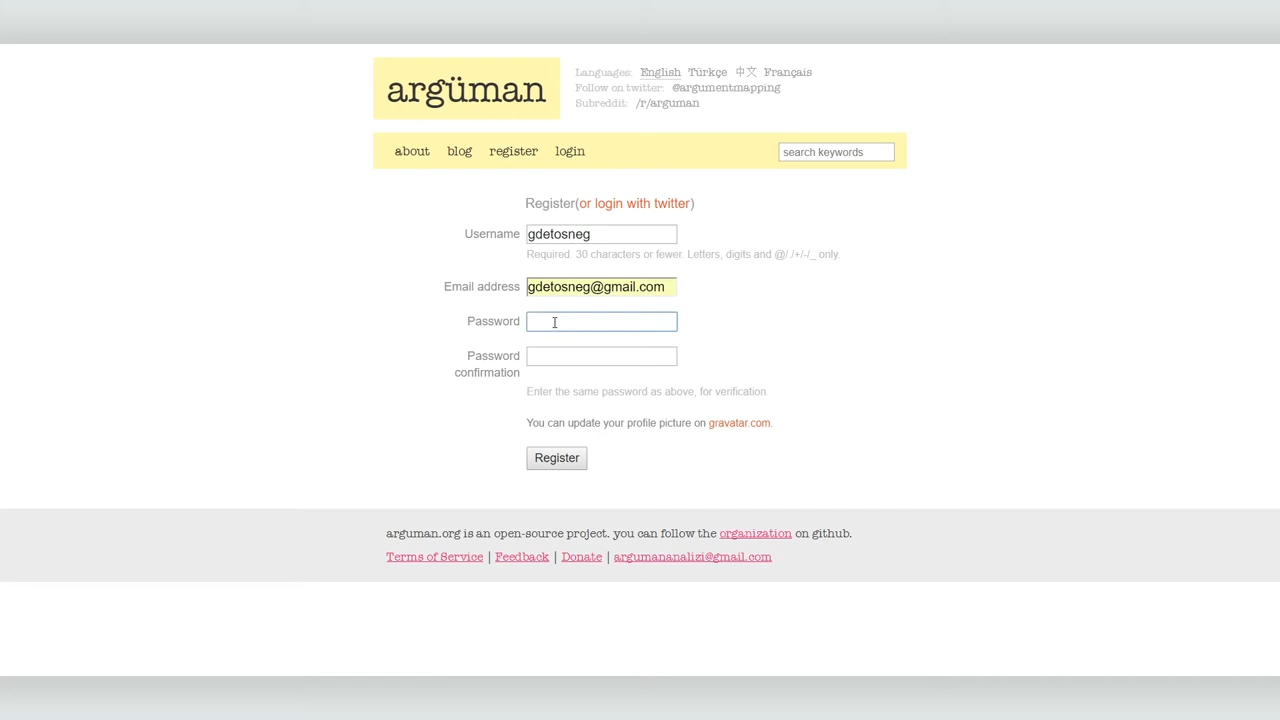 argüman
Languages: English Türkçe 中文 Français
Follow on twitter: @argumentmapping
Subreddit: /r/arguman
about blog register login
search keywords
Register(or login with twitter)
Username gdetosneg
Required. 30 characters or fewer. Letters, digits and @/./+/-/_ only.
Email address gdetosneg@gmail.com
Password
Password
confirmation
Enter the same password as above, for verification.
You can update your profile picture on gravatar.com.
Register
arguman.org is an open-source project. you can follow the organization on github.
Terms of Service | Feedback | Donate | argumananalizi@gmail.com